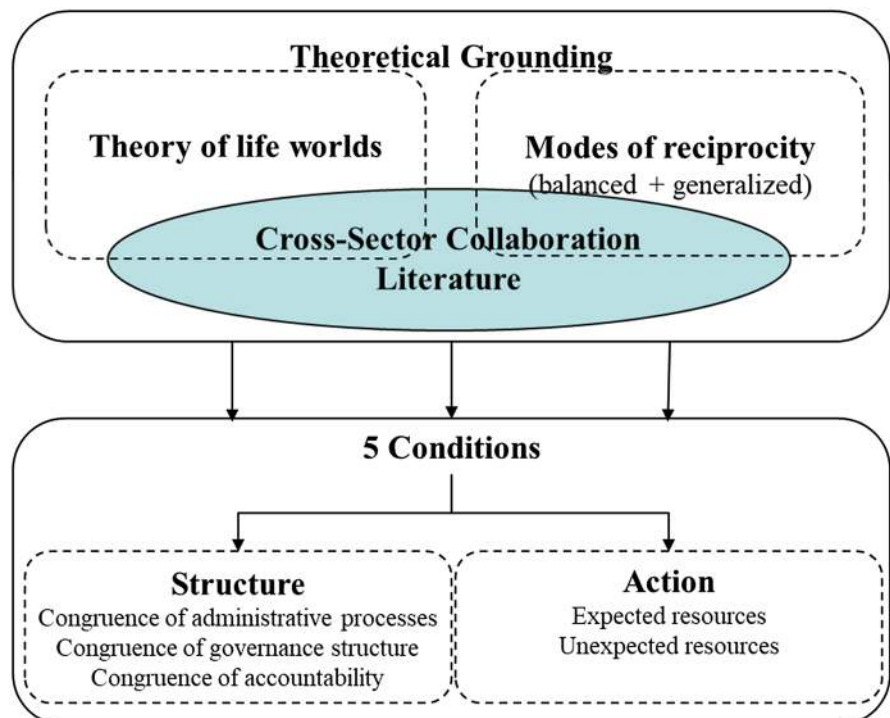 Theoretical Grounding
Theory of life worlds
Modes of reciprocity
(balanced + generalized)
Cross-Sector Collaboration
Literature
5 Conditions
Structure
Congruence of administrative processes
Congruence of governance structure
Congruence of accountability
Action
Expected resources
Unexpected resources